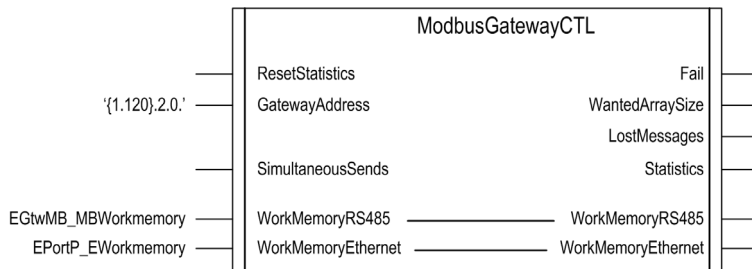 ModbusGatewayCTL
ResetStatistics Fail
‘{1.120}.2.0.’ GatewayAddress WantedArraySize
LostMessages
SimultaneousSends Statistics
EGtwMB_MBWorkmemory WorkMemoryRS485 WorkMemoryRS485
EPortP_EWorkmemory WorkMemoryEthernet WorkMemoryEthernet